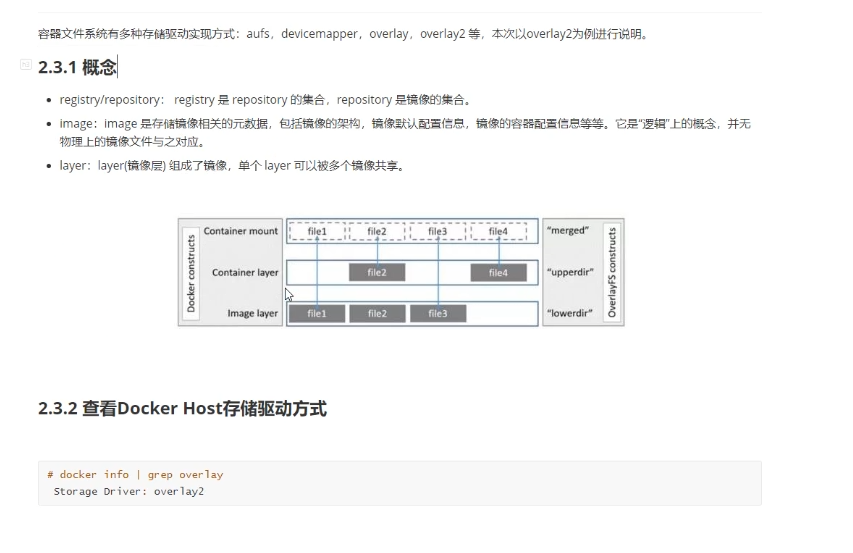 容器文件系统有多种存储驱动实现方式：aufs，devicemapper，overlay，overlay2 等，本次以overlay2为例进行说明。
2.3.1 概念
registry/repository： registry 是 repository 的集合，repository 是镜像的集合。
image：image 是存储镜像相关的元数据，包括镜像的架构，镜像默认配置信息，镜像的容器配置信息等等。它是“逻辑”上的概念，并无
物理上的镜像文件与之对应。
layer：layer(镜像层) 组成了镜像，单个 layer 可以被多个镜像共享。
Docker constructs
Container mount file1 file2 file3 file4 "merged"
Container layer file2 file4 "upperdir"
Image layer file1 file2 file3 "lowerdir"
OverlayFS constructs
2.3.2 查看Docker Host存储驱动方式
# docker info | grep overlay
Storage Driver: overlay2